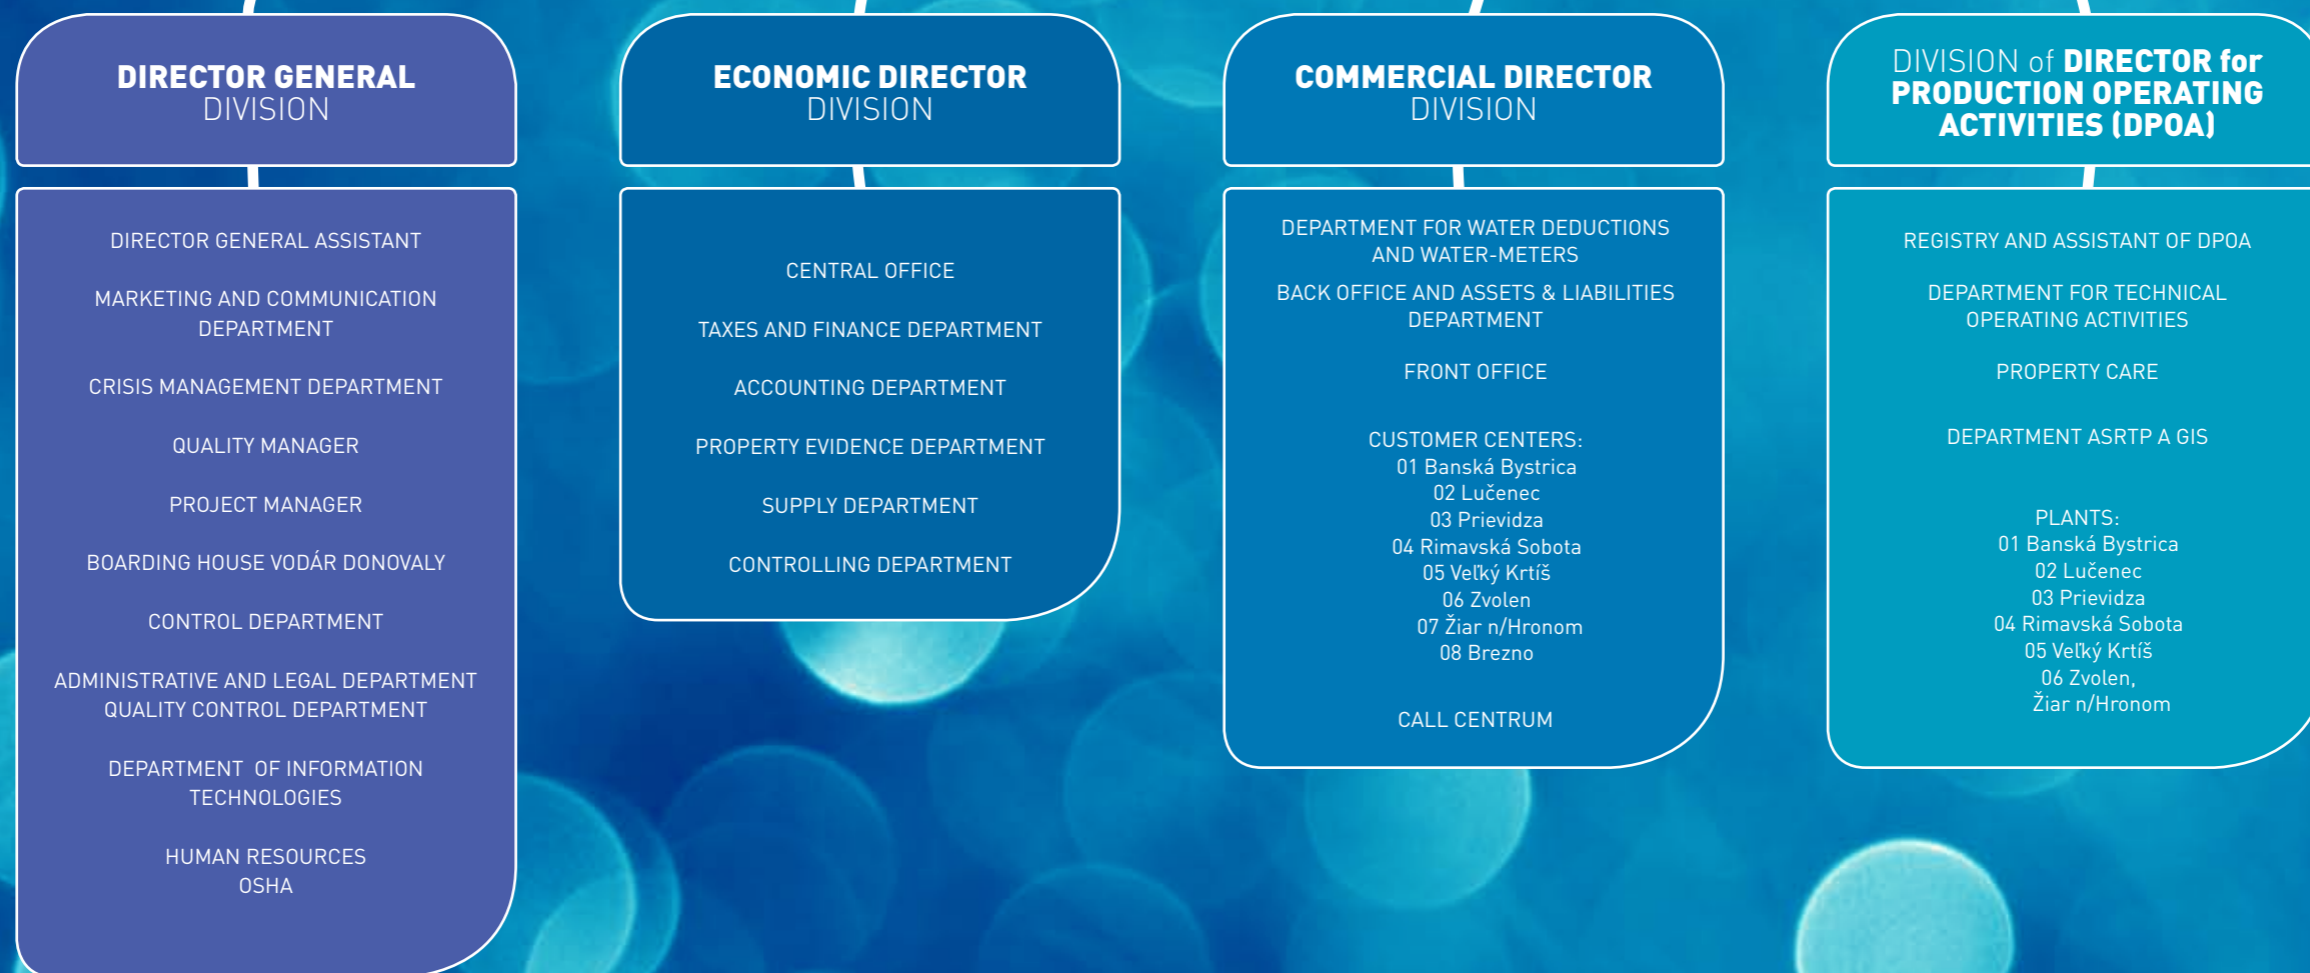 DIRECTOR GENERAL
DIVISION
DIRECTOR GENERAL ASSISTANT
MARKETING AND COMMUNICATION
DEPARTMENT
CRISIS MANAGEMENT DEPARTMENT
QUALITY MANAGER
PROJECT MANAGER
BOARDING HOUSE VODÁR DONOVALY
CONTROL DEPARTMENT
ADMINISTRATIVE AND LEGAL DEPARTMENT
QUALITY CONTROL DEPARTMENT
DEPARTMENT OF INFORMATION
TECHNOLOGIES
HUMAN RESOURCES
OSHA
ECONOMIC DIRECTOR
DIVISION
CENTRAL OFFICE
TAXES AND FINANCE DEPARTMENT
ACCOUNTING DEPARTMENT
PROPERTY EVIDENCE DEPARTMENT
SUPPLY DEPARTMENT
CONTROLLING DEPARTMENT
COMMERCIAL DIRECTOR
DIVISION
DEPARTMENT FOR WATER DEDUCTIONS
AND WATER-METERS
BACK OFFICE AND ASSETS & LIABILITIES
DEPARTMENT
FRONT OFFICE
CUSTOMER CENTERS:
01 Banská Bystrica
02 Lučenec
03 Prievidza
04 Rimavská Sobota
05 Veľký Krtíš
06 Zvolen
07 Žiar n/Hronom
08 Brezno
CALL CENTRUM
DIVISION of DIRECTOR for
PRODUCTION OPERATING
ACTIVITIES (DPOA)
REGISTRY AND ASSISTANT OF DPOA
DEPARTMENT FOR TECHNICAL
OPERATING ACTIVITIES
PROPERTY CARE
DEPARTMENT ASRTP A GIS
PLANTS:
01 Banská Bystrica
02 Lučenec
03 Prievidza
04 Rimavská Sobota
05 Veľký Krtíš
06 Zvolen,
Žiar n/Hronom